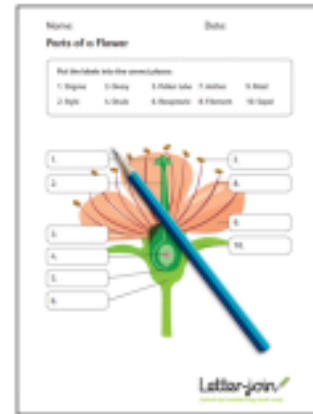 Name: Date:
Parts of a Flower
Put the labels into the correct places.
1. Stigma 3. Ovary 5. Pollen tube 7. Anther 9. Petal
2. Style 4. Ovule 6. Receptacle 8. Filament 10. Sepal
1.
2.
3.
4.
5.
6.
7.
8.
9.
10.
Letter-join